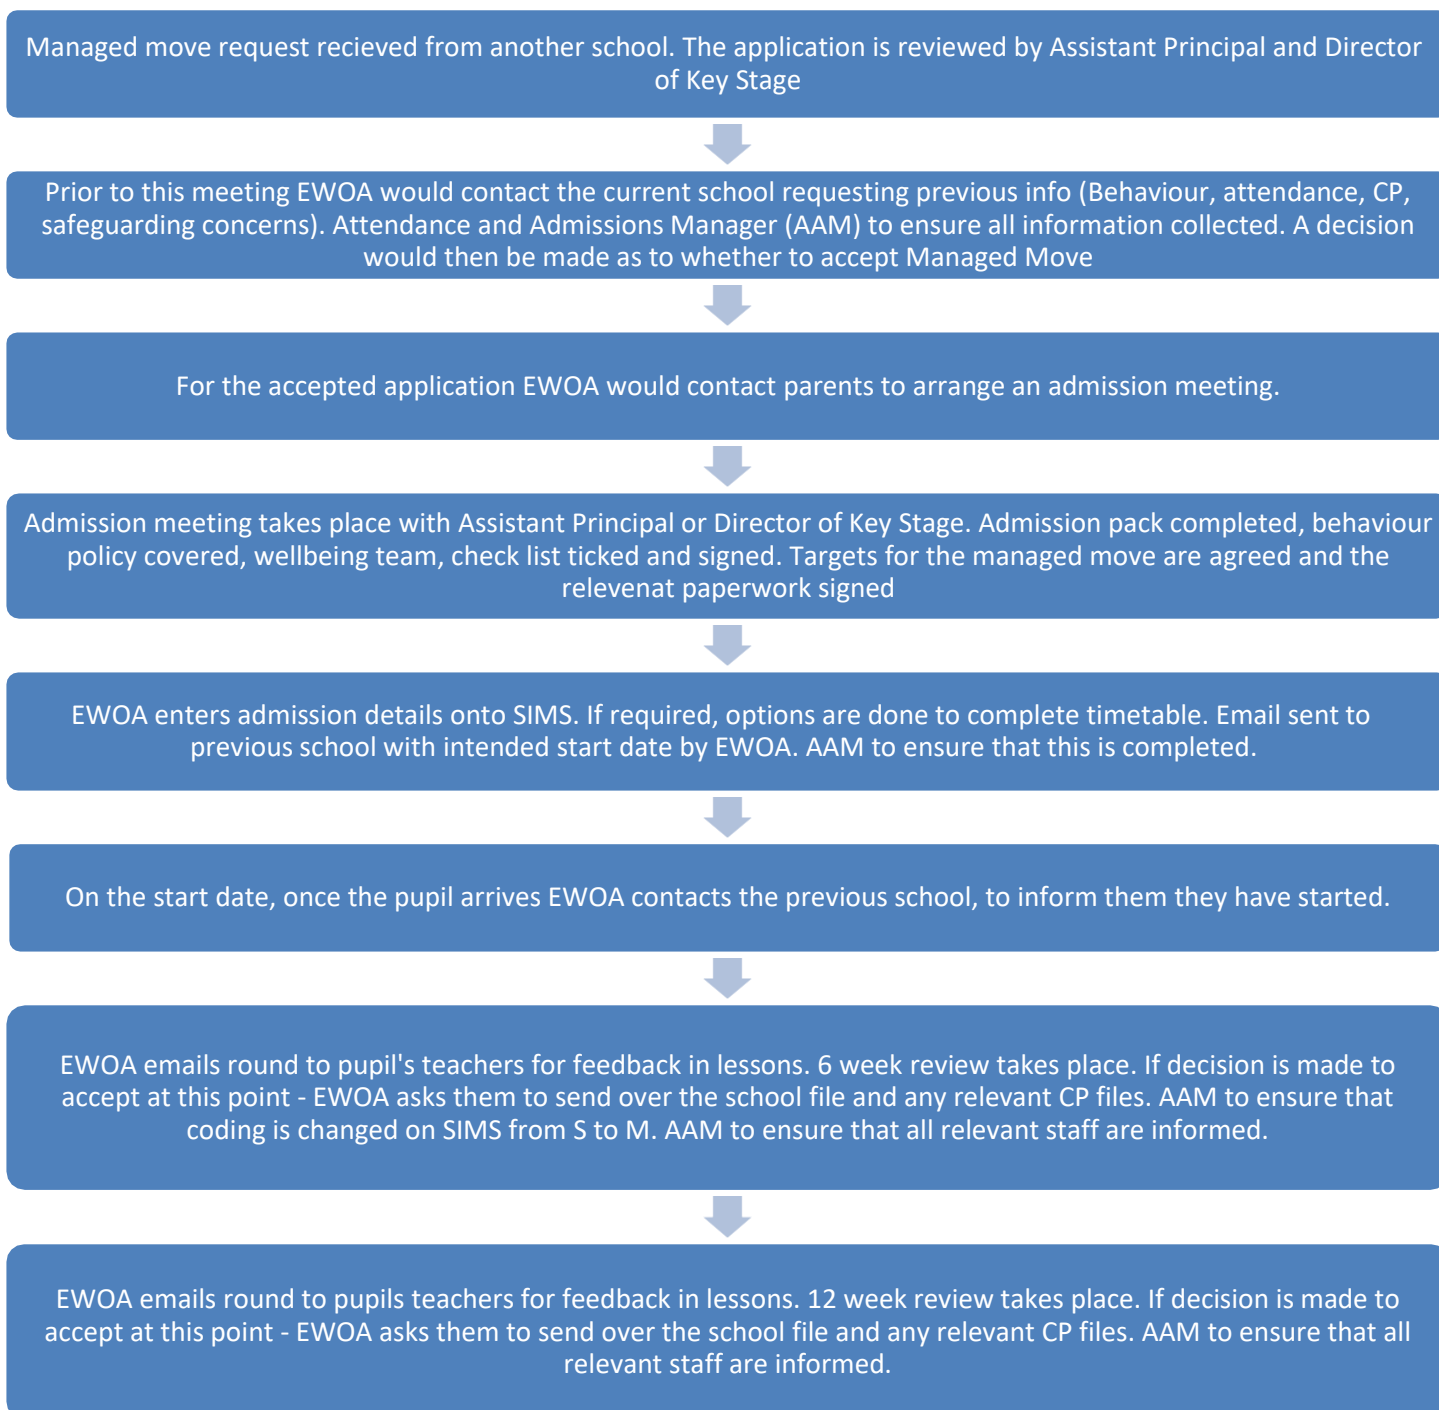 Managed move request recieved from another school. The application is reviewed by Assistant Principal and Director
of Key Stage
Prior to this meeting EWOA would contact the current school requesting previous info (Behaviour, attendance, CP,
safeguarding concerns). Attendance and Admissions Manager (AAM) to ensure all information collected. A decision
would then be made as to whether to accept Managed Move
For the accepted application EWOA would contact parents to arrange an admission meeting.
Admission meeting takes place with Assistant Principal or Director of Key Stage. Admission pack completed, behaviour
policy covered, wellbeing team, check list ticked and signed. Targets for the managed move are agreed and the
relevenat paperwork signed
EWOA enters admission details onto SIMS. If required, options are done to complete timetable. Email sent to
previous school with intended start date by EWOA. AAM to ensure that this is completed.
On the start date, once the pupil arrives EWOA contacts the previous school, to inform them they have started.
EWOA emails round to pupil's teachers for feedback in lessons. 6 week review takes place. If decision is made to
accept at this point - EWOA asks them to send over the school file and any relevant CP files. AAM to ensure that
coding is changed on SIMS from S to M. AAM to ensure that all relevant staff are informed.
EWOA emails round to pupils teachers for feedback in lessons. 12 week review takes place. If decision is made to
accept at this point - EWOA asks them to send over the school file and any relevant CP files. AAM to ensure that all
relevant staff are informed.